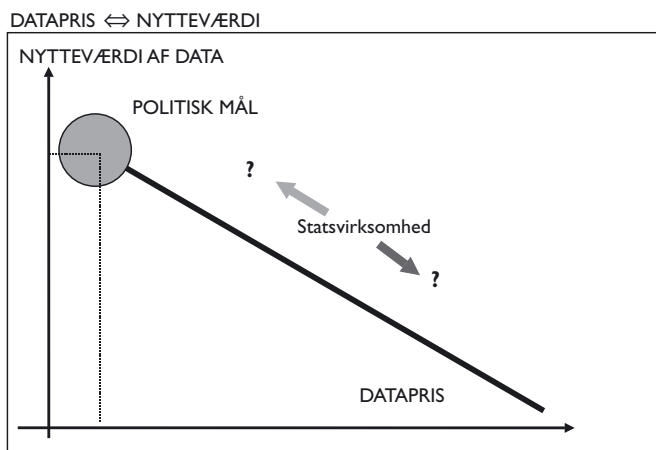 DATAPRIS ⇔ NYTTEVÆRDI
NYTTEVÆRDI AF DATA
POLITISK MÅL
?
Statsvirksomhed
?
DATAPRIS